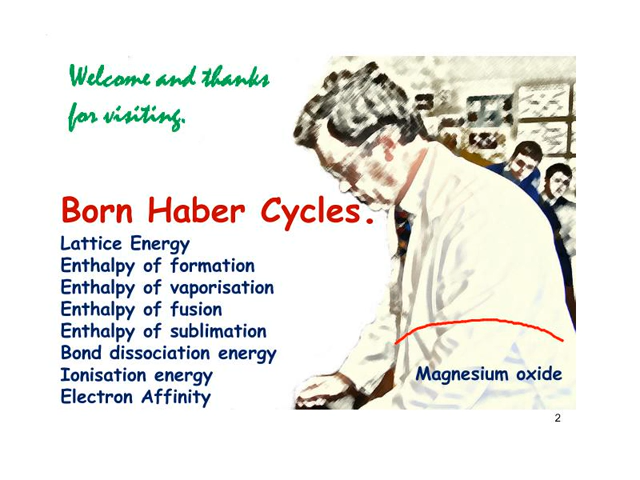 Welcome and thanks
for visiting.
Born Haber Cycles.
Lattice Energy
Enthalpy of formation
Enthalpy of vaporisation
Enthalpy of fusion
Enthalpy of sublimation
Bond dissociation energy
Ionisation energy
Electron Affinity
Magnesium oxide
2